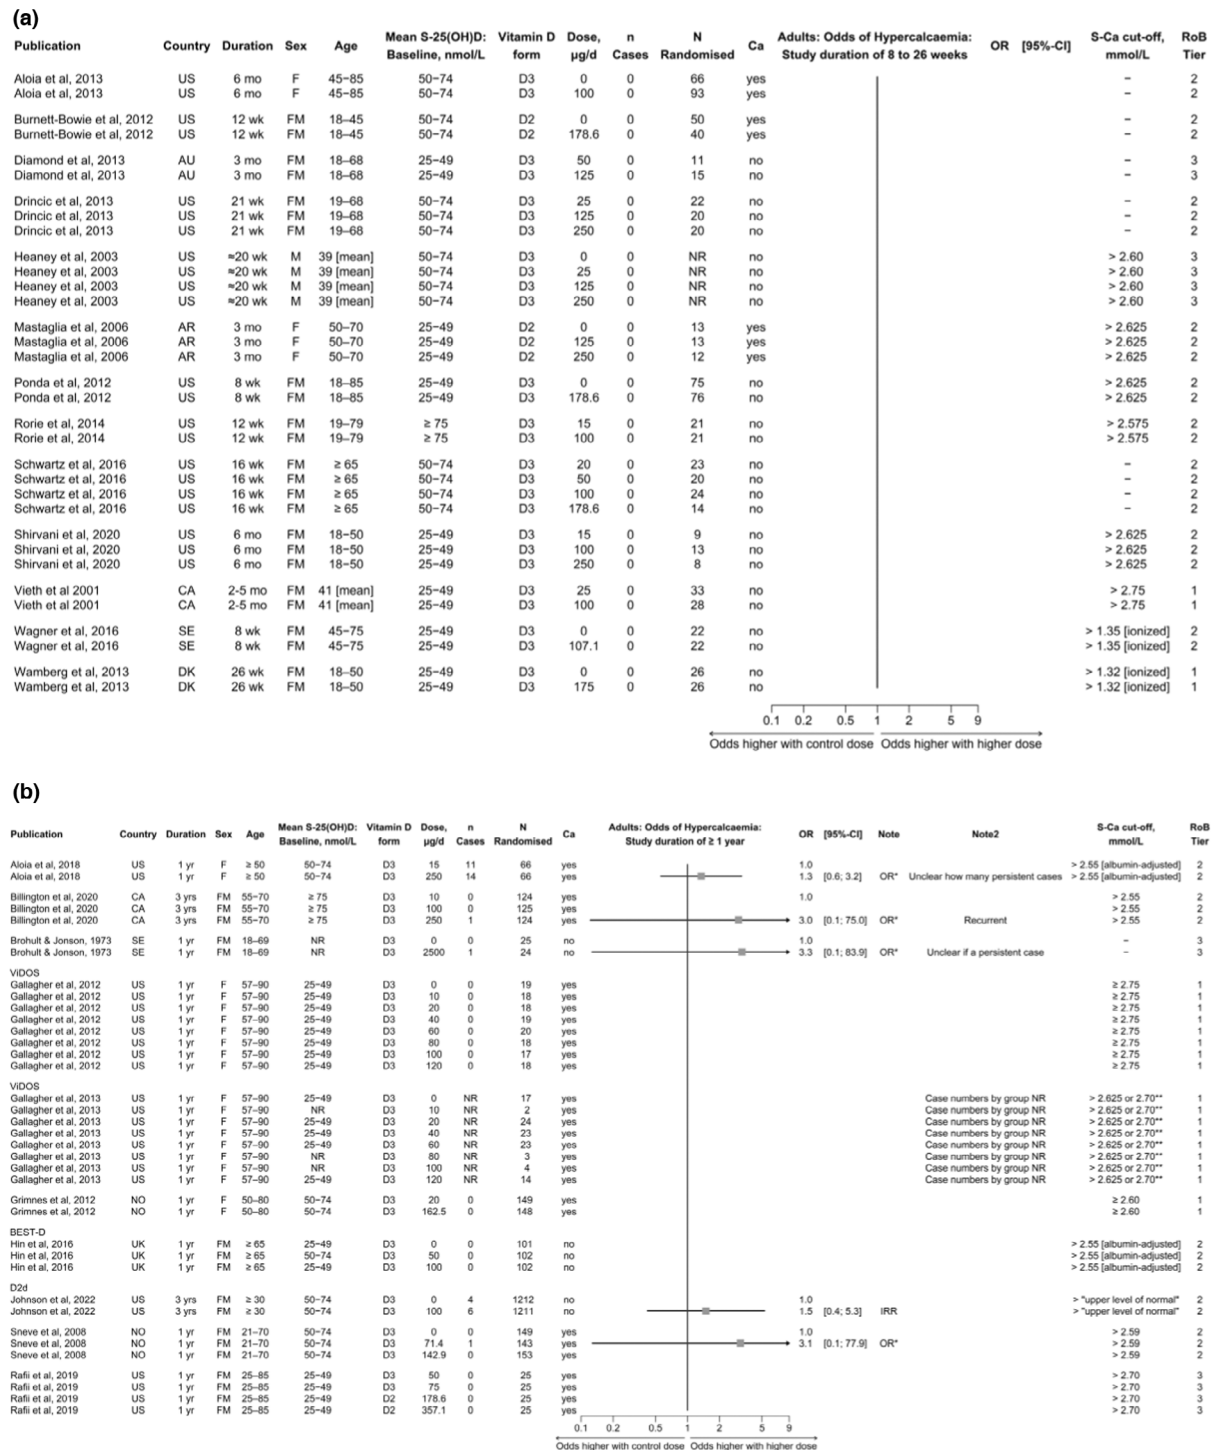 (a)
Publication Country Duration Sex Age Mean S-25(OH)D: Baseline, nmol/L Vitamin D form Dose, µg/d n Cases N Randomised Ca Adults: Odds of Hypercalcaemia: Study duration of 8 to 26 weeks OR [95%-CI] S-Ca cut-off, mmol/L RoB Tier
Aloia et al, 2013 US 6 mo F 45–85 50–74 D3 0 0 66 yes – 2
Aloia et al, 2013 US 6 mo F 45–85 50–74 D3 100 0 93 yes – 2
Burnett-Bowie et al, 2012 US 12 wk FM 18–45 50–74 D2 0 0 50 yes – 2
Burnett-Bowie et al, 2012 US 12 wk FM 18–45 50–74 D2 178.6 0 40 yes – 2
Diamond et al, 2013 AU 3 mo FM 18–68 25–49 D3 50 0 11 no – 3
Diamond et al, 2013 AU 3 mo FM 18–68 25–49 D3 125 0 15 no – 3
Drincic et al, 2013 US 21 wk FM 19–68 50–74 D3 25 0 22 no – 2
Drincic et al, 2013 US 21 wk FM 19–68 50–74 D3 125 0 20 no – 2
Drincic et al, 2013 US 21 wk FM 19–68 50–74 D3 250 0 20 no – 2
Heaney et al, 2003 US ≈20 wk M 39 [mean] 50–74 D3 0 0 NR no > 2.60 3
Heaney et al, 2003 US ≈20 wk M 39 [mean] 50–74 D3 25 0 NR no > 2.60 3
Heaney et al, 2003 US ≈20 wk M 39 [mean] 50–74 D3 125 0 NR no > 2.60 3
Heaney et al, 2003 US ≈20 wk M 39 [mean] 50–74 D3 250 0 NR no > 2.60 3
Mastaglia et al, 2006 AR 3 mo F 50–70 25–49 D2 0 0 13 yes > 2.625 2
Mastaglia et al, 2006 AR 3 mo F 50–70 25–49 D2 125 0 13 yes > 2.625 2
Mastaglia et al, 2006 AR 3 mo F 50–70 25–49 D2 250 0 12 yes > 2.625 2
Ponda et al, 2012 US 8 wk FM 18–85 25–49 D3 0 0 75 no > 2.625 2
Ponda et al, 2012 US 8 wk FM 18–85 25–49 D3 178.6 0 76 no > 2.625 2
Rorie et al, 2014 US 12 wk FM 19–79 ≥ 75 D3 15 0 21 no > 2.575 2
Rorie et al, 2014 US 12 wk FM 19–79 ≥ 75 D3 100 0 21 no > 2.575 2
Schwartz et al, 2016 US 16 wk FM ≥ 65 50–74 D3 20 0 23 no – 2
Schwartz et al, 2016 US 16 wk FM ≥ 65 50–74 D3 50 0 20 no – 2
Schwartz et al, 2016 US 16 wk FM ≥ 65 50–74 D3 100 0 24 no – 2
Schwartz et al, 2016 US 16 wk FM ≥ 65 50–74 D3 178.6 0 14 no – 2
Shirvani et al, 2020 US 6 mo FM 18–50 25–49 D3 15 0 9 no > 2.625 2
Shirvani et al, 2020 US 6 mo FM 18–50 25–49 D3 100 0 13 no > 2.625 2
Shirvani et al, 2020 US 6 mo FM 18–50 25–49 D3 250 0 8 no > 2.625 2
Vieth et al 2001 CA 2-5 mo FM 41 [mean] 25–49 D3 25 0 33 no > 2.75 1
Vieth et al 2001 CA 2-5 mo FM 41 [mean] 25–49 D3 100 0 28 no > 2.75 1
Wagner et al, 2016 SE 8 wk FM 45–75 25–49 D3 0 0 22 no > 1.35 [ionized] 2
Wagner et al, 2016 SE 8 wk FM 45–75 25–49 D3 107.1 0 22 no > 1.35 [ionized] 2
Wamberg et al, 2013 DK 26 wk FM 18–50 25–49 D3 0 0 26 no > 1.32 [ionized] 1
Wamberg et al, 2013 DK 26 wk FM 18–50 25–49 D3 175 0 26 no > 1.32 [ionized] 1
0.1 0.2 0.5 1 2 5 9
Odds higher with control dose Odds higher with higher dose
(b)
Publication Country Duration Sex Age Mean S-25(OH)D: Baseline, nmol/L Vitamin D form Dose, µg/d n Cases N Randomised Ca Adults: Odds of Hypercalcaemia: Study duration of ≥ 1 year OR [95%-CI] Note Note2 S-Ca cut-off, mmol/L RoB Tier
Aloia et al, 2018 US 1 yr F ≥ 50 50–74 D3 15 11 66 yes 1.0 > 2.55 [albumin-adjusted] 2
Aloia et al, 2018 US 1 yr F ≥ 50 50–74 D3 250 14 66 yes 1.3 [0.6; 3.2] OR* Unclear how many persistent cases > 2.55 [albumin-adjusted] 2
Billington et al, 2020 CA 3 yrs FM 55–70 ≥ 75 D3 10 0 124 yes 1.0 > 2.55 2
Billington et al, 2020 CA 3 yrs FM 55–70 ≥ 75 D3 100 0 125 yes > 2.55 2
Billington et al, 2020 CA 3 yrs FM 55–70 ≥ 75 D3 250 1 124 yes 3.0 [0.1; 75.0] OR* Recurrent > 2.55 2
Brohult & Jonson, 1973 SE 1 yr FM 18–69 NR D3 0 0 25 no 1.0 – 3
Brohult & Jonson, 1973 SE 1 yr FM 18–69 NR D3 2500 1 24 no 3.3 [0.1; 83.9] OR* Unclear if a persistent case – 3
ViDOS
Gallagher et al, 2012 US 1 yr F 57–90 25–49 D3 0 0 19 yes ≥ 2.75 1
Gallagher et al, 2012 US 1 yr F 57–90 25–49 D3 10 0 18 yes ≥ 2.75 1
Gallagher et al, 2012 US 1 yr F 57–90 25–49 D3 20 0 18 yes ≥ 2.75 1
Gallagher et al, 2012 US 1 yr F 57–90 25–49 D3 40 0 19 yes ≥ 2.75 1
Gallagher et al, 2012 US 1 yr F 57–90 25–49 D3 60 0 20 yes ≥ 2.75 1
Gallagher et al, 2012 US 1 yr F 57–90 25–49 D3 80 0 18 yes ≥ 2.75 1
Gallagher et al, 2012 US 1 yr F 57–90 25–49 D3 100 0 17 yes ≥ 2.75 1
Gallagher et al, 2012 US 1 yr F 57–90 25–49 D3 120 0 18 yes ≥ 2.75 1
ViDOS
Gallagher et al, 2013 US 1 yr F 57–90 25–49 D3 0 NR 17 yes Case numbers by group NR > 2.625 or 2.70** 1
Gallagher et al, 2013 US 1 yr F 57–90 NR D3 10 NR 2 yes Case numbers by group NR > 2.625 or 2.70** 1
Gallagher et al, 2013 US 1 yr F 57–90 25–49 D3 20 NR 24 yes Case numbers by group NR > 2.625 or 2.70** 1
Gallagher et al, 2013 US 1 yr F 57–90 25–49 D3 40 NR 23 yes Case numbers by group NR > 2.625 or 2.70** 1
Gallagher et al, 2013 US 1 yr F 57–90 25–49 D3 60 NR 23 yes Case numbers by group NR > 2.625 or 2.70** 1
Gallagher et al, 2013 US 1 yr F 57–90 NR D3 80 NR 3 yes Case numbers by group NR > 2.625 or 2.70** 1
Gallagher et al, 2013 US 1 yr F 57–90 NR D3 100 NR 4 yes Case numbers by group NR > 2.625 or 2.70** 1
Gallagher et al, 2013 US 1 yr F 57–90 25–49 D3 120 NR 14 yes Case numbers by group NR > 2.625 or 2.70** 1
Grimnes et al, 2012 NO 1 yr F 50–80 50–74 D3 20 0 149 yes ≥ 2.60 1
Grimnes et al, 2012 NO 1 yr F 50–80 50–74 D3 162.5 0 148 yes ≥ 2.60 1
BEST-D
Hin et al, 2016 UK 1 yr FM ≥ 65 25–49 D3 0 0 101 no > 2.55 [albumin-adjusted] 2
Hin et al, 2016 UK 1 yr FM ≥ 65 50–74 D3 50 0 102 no > 2.55 [albumin-adjusted] 2
Hin et al, 2016 UK 1 yr FM ≥ 65 25–49 D3 100 0 102 no > 2.55 [albumin-adjusted] 2
D2d
Johnson et al, 2022 US 3 yrs FM ≥ 30 50–74 D3 0 4 1212 no 1.0 > "upper level of normal" 2
Johnson et al, 2022 US 3 yrs FM ≥ 30 50–74 D3 100 6 1211 no 1.5 [0.4; 5.3] IRR > "upper level of normal" 2
Sneve et al, 2008 NO 1 yr FM 21–70 50–74 D3 0 0 149 yes 1.0 > 2.59 2
Sneve et al, 2008 NO 1 yr FM 21–70 50–74 D3 71.4 1 143 yes 3.1 [0.1; 77.9] OR* > 2.59 2
Sneve et al, 2008 NO 1 yr FM 21–70 50–74 D3 142.9 0 153 yes > 2.59 2
Rafii et al, 2019 US 1 yr FM 25–85 25–49 D3 50 0 25 yes > 2.70 3
Rafii et al, 2019 US 1 yr FM 25–85 25–49 D3 75 0 25 yes > 2.70 3
Rafii et al, 2019 US 1 yr FM 25–85 25–49 D2 178.6 0 25 yes > 2.70 3
Rafii et al, 2019 US 1 yr FM 25–85 25–49 D2 357.1 0 25 yes > 2.70 3
0.1 0.2 0.5 1 2 5 9
Odds higher with control dose Odds higher with higher dose